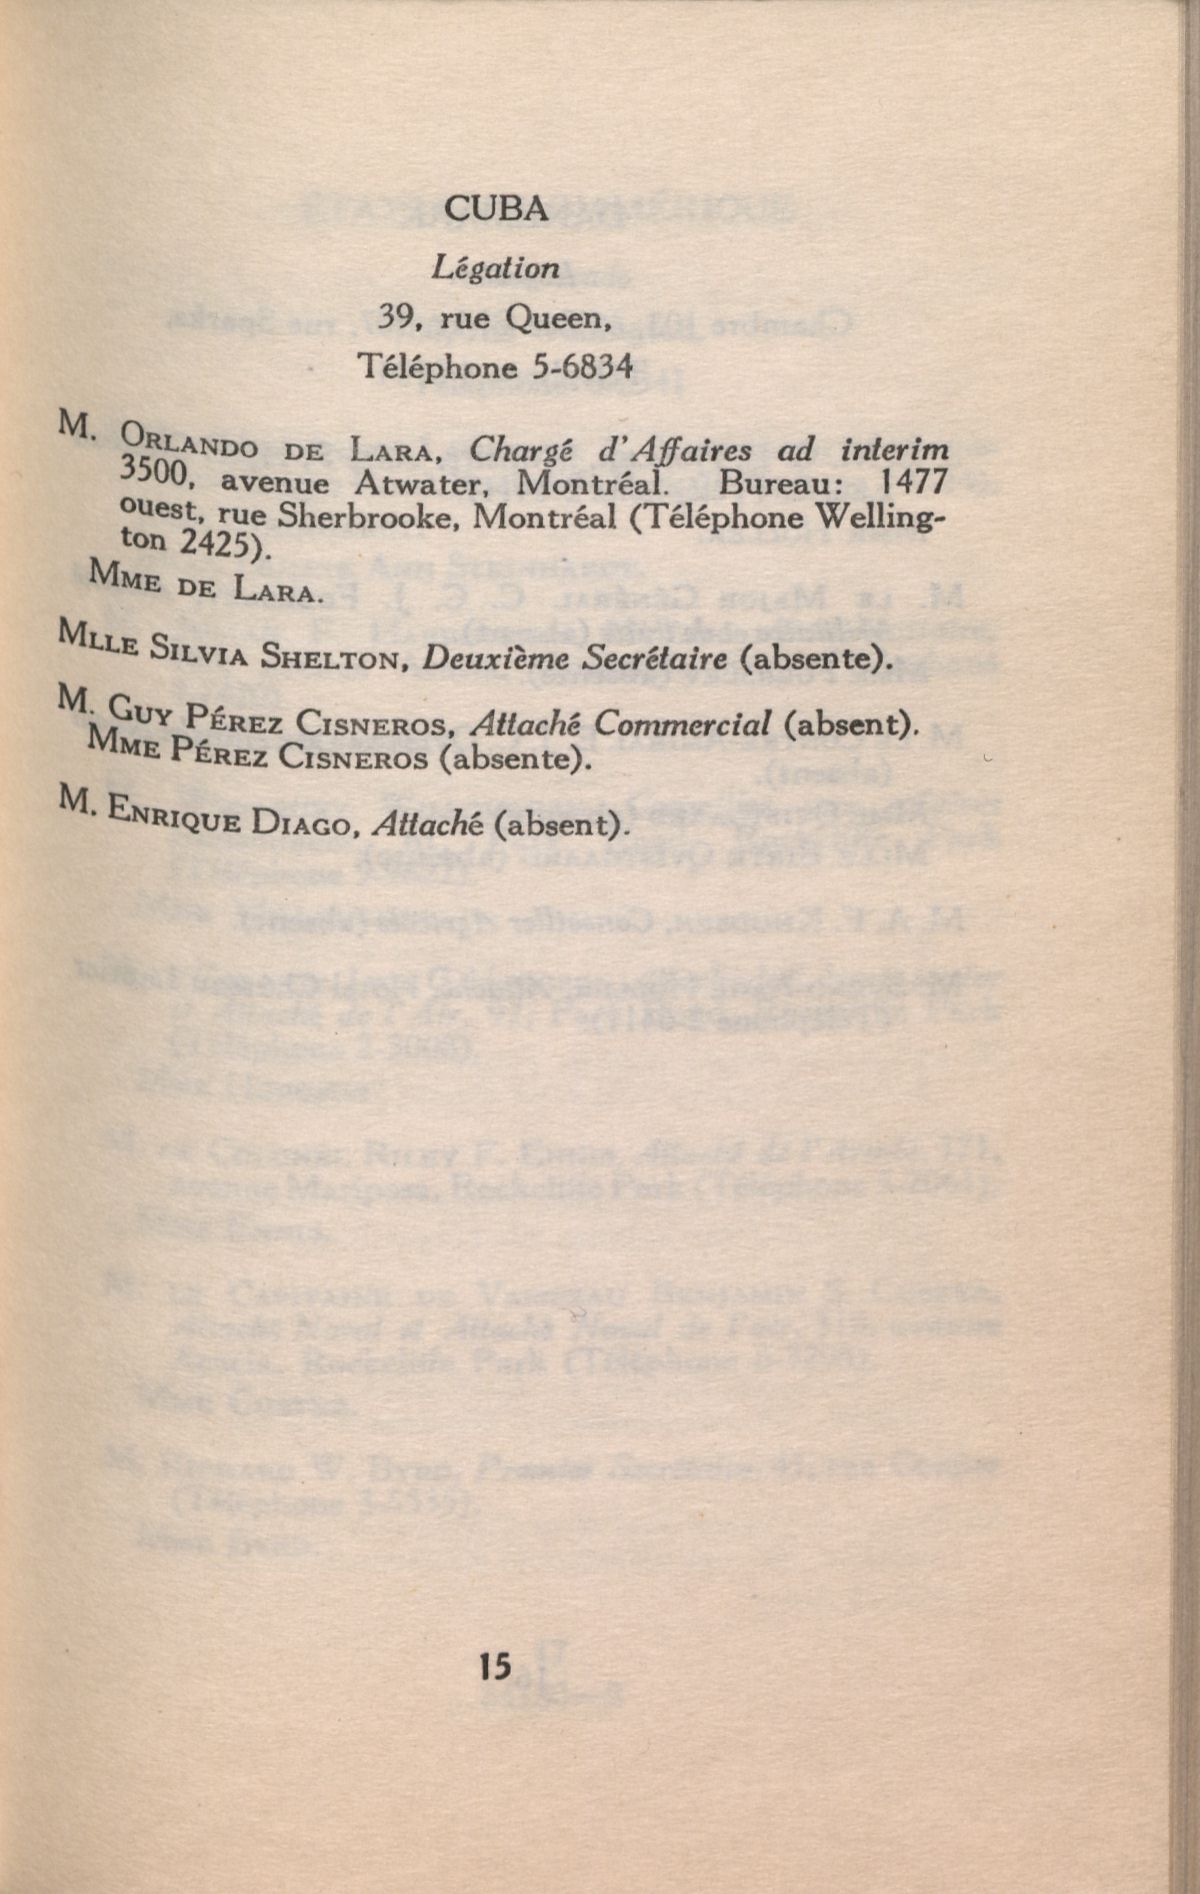 CUBA
Légation
39, rue Queen,
Téléphone 5-6834
M. ORLANDO DE LARA, Chargé d'Affaires ad interim
3500, avenue Atwater, Montréal. Bureau: 1477
ouest, rue Sherbrooke, Montréal (Téléphone Welling-
ton 2425).
MME DE LARA.
MLLE SILVIA SHELTON, Deuxième Secrétaire (absente).
M. GUY PÉREZ CISNEROS, Attaché Commercial (absent).
MME PÉREZ CISNEROS (absente).
M. ENRIQUE DIAGO, Attaché (absent).
15